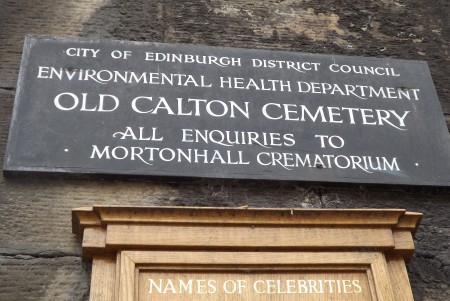 CITY OF EDINBURGH DISTRICT COUNCIL
ENVIRONMENTAL HEALTH DEPARTMENT
OLD CALTON CEMETERY
ALL ENQUIRIES TO
· MORTONHALL CREMATORIUM ·
NAMES OF CELEBRITIES